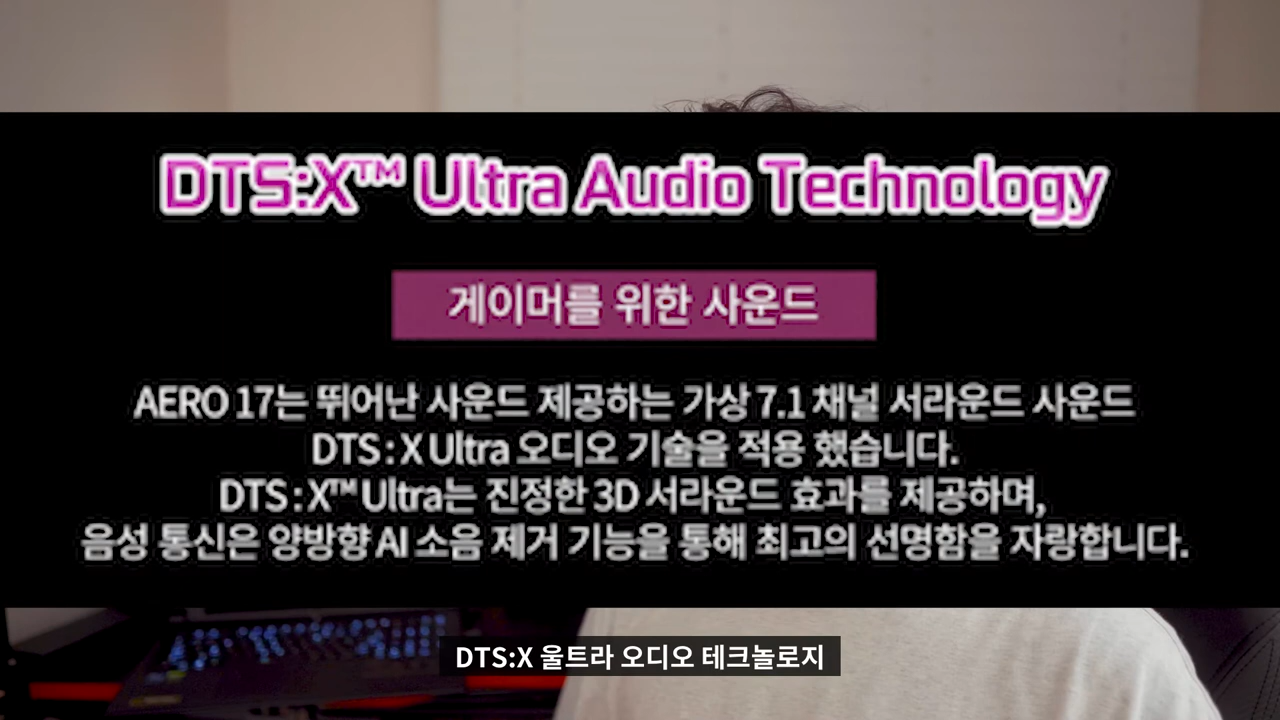 DTS:X™ Ultra Audio Technology
게이머를 위한 사운드
AERO 17는 뛰어난 사운드 제공하는 가상 7.1 채널 서라운드 사운드
DTS : X Ultra 오디오 기술을 적용 했습니다.
DTS : X™ Ultra는 진정한 3D 서라운드 효과를 제공하며,
음성 통신은 양방향 AI 소음 제거 기능을 통해 최고의 선명함을 자랑합니다.
DTS:X 울트라 오디오 테크놀로지